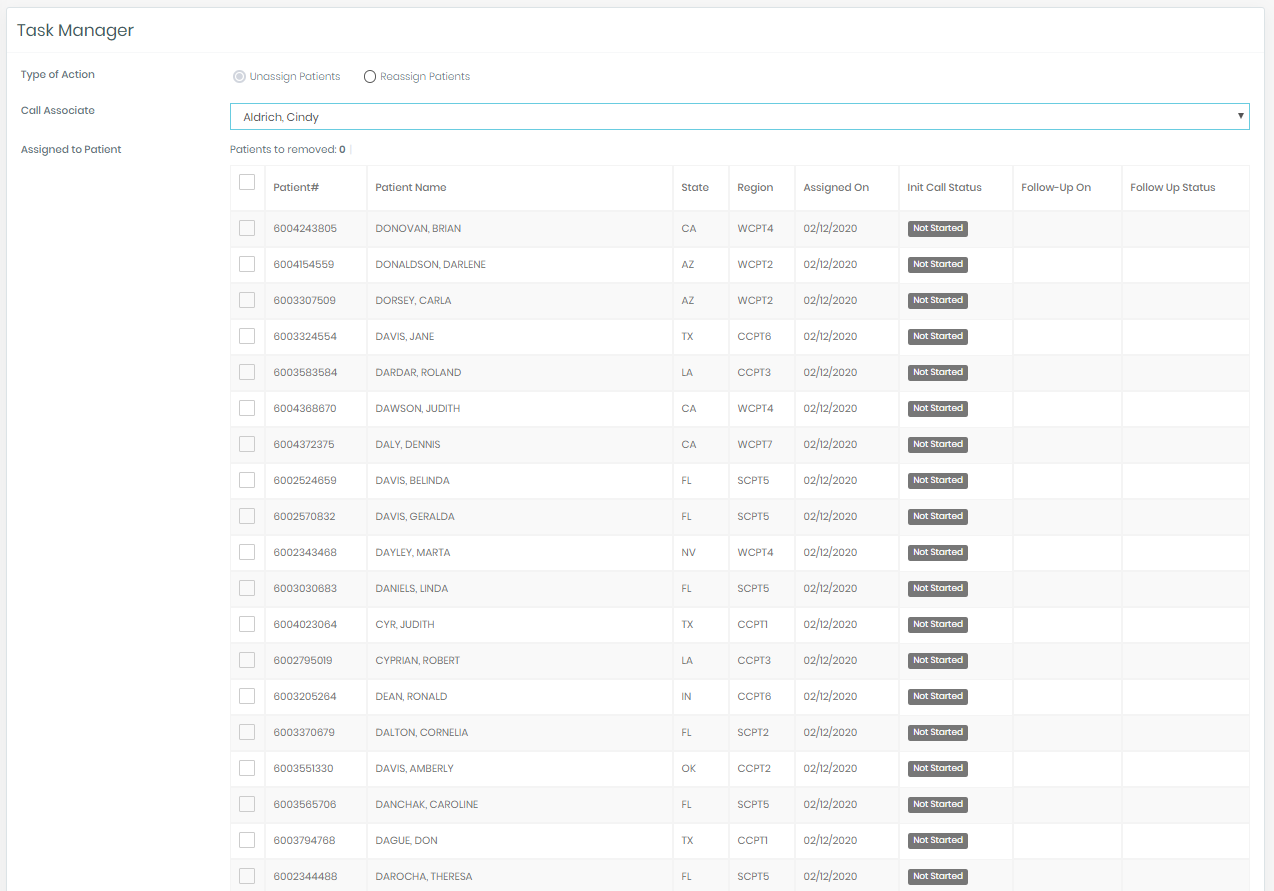 Task Manager
Type of Action Unassign Patients Reassign Patients
Call Associate Aldrich, Cindy
Assigned to Patient Patients to removed: 0
Patient# Patient Name State Region Assigned On Init Call Status Follow-Up On Follow Up Status
6004243805 DONOVAN, BRIAN CA WCPT4 02/12/2020 Not Started
6004154559 DONALDSON, DARLENE AZ WCPT2 02/12/2020 Not Started
6003307509 DORSEY, CARLA AZ WCPT2 02/12/2020 Not Started
6003324554 DAVIS, JANE TX CCPT6 02/12/2020 Not Started
6003583584 DARDAR, ROLAND LA CCPT3 02/12/2020 Not Started
6004368670 DAWSON, JUDITH CA WCPT4 02/12/2020 Not Started
6004372375 DALY, DENNIS CA WCPT7 02/12/2020 Not Started
6002524659 DAVIS, BELINDA FL SCPT5 02/12/2020 Not Started
6002570832 DAVIS, GERALDA FL SCPT5 02/12/2020 Not Started
6002343468 DAYLEY, MARTA NV WCPT4 02/12/2020 Not Started
6003030683 DANIELS, LINDA FL SCPT5 02/12/2020 Not Started
6004023064 CYR, JUDITH TX CCPT1 02/12/2020 Not Started
6002795019 CYPRIAN, ROBERT LA CCPT3 02/12/2020 Not Started
6003205264 DEAN, RONALD IN CCPT6 02/12/2020 Not Started
6003370679 DALTON, CORNELIA FL SCPT2 02/12/2020 Not Started
6003551330 DAVIS, AMBERLY OK CCPT2 02/12/2020 Not Started
6003565706 DANCHAK, CAROLINE FL SCPT5 02/12/2020 Not Started
6003794768 DAGUE, DON TX CCPT1 02/12/2020 Not Started
6002344488 DAROCHA, THERESA FL SCPT5 02/12/2020 Not Started